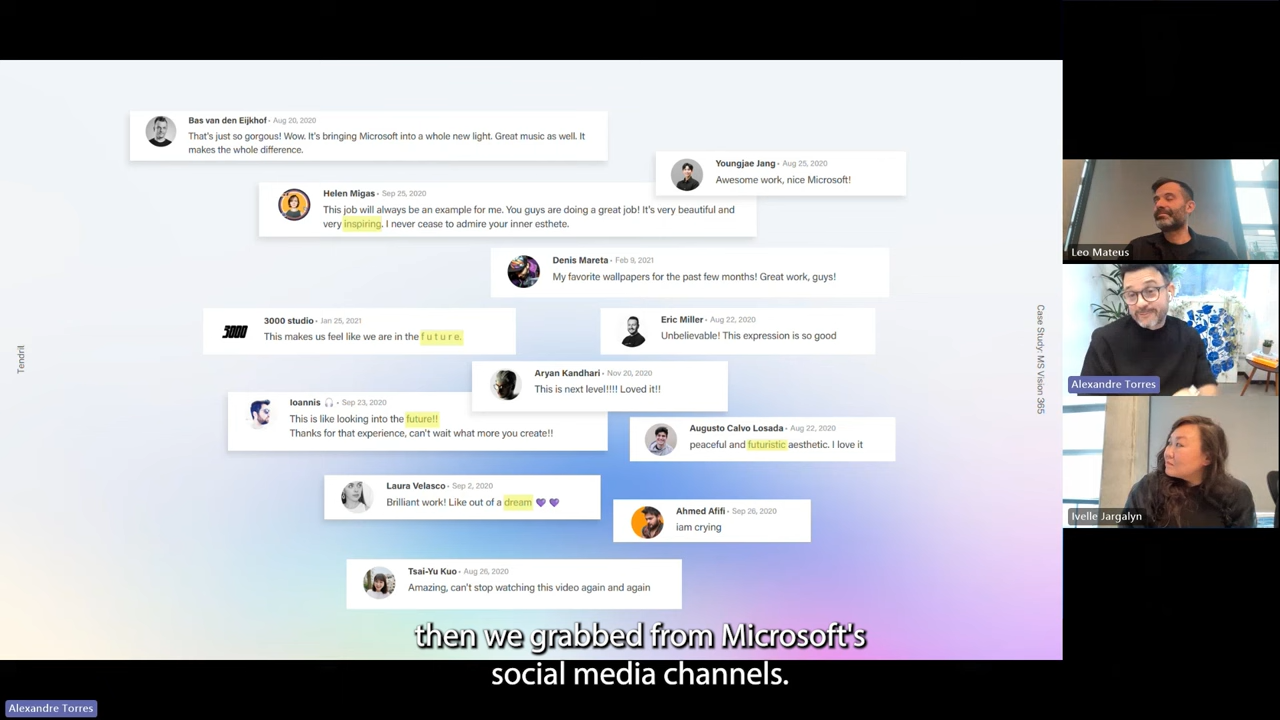 Bas van den Eijkhof • Aug 20, 2020
That's just so gorgous! Wow. It's bringing Microsoft into a whole new light. Great music as well. It
makes the whole difference.
Youngjae Jang • Aug 25, 2020
Awesome work, nice Microsoft!
Helen Migas • Sep 25, 2020
This job will always be an example for me. You guys are doing a great job! It's very beautiful and
very inspiring. I never cease to admire your inner esthete.
Denis Mareta • Feb 9, 2021
My favorite wallpapers for the past few months! Great work, guys!
3000
3000 studio • Jan 25, 2021
This makes us feel like we are in the f u t u r e.
Eric Miller • Aug 22, 2020
Unbelievable! This expression is so good
Aryan Kandhari • Nov 20, 2020
This is next level!!!! Loved it!!
Ioannis 🎧 • Sep 23, 2020
This is like looking into the future!!
Thanks for that experience, can't wait what more you create!!
Augusto Calvo Losada • Aug 22, 2020
peaceful and futuristic aesthetic. I love it
Laura Velasco • Sep 2, 2020
Brilliant work! Like out of a dream 💜 💜
Ahmed Afifi • Sep 26, 2020
iam crying
Tsai-Yu Kuo • Aug 26, 2020
Amazing, can't stop watching this video again and again
Tendril
Case Study: MS Vision 365
then we grabbed from Microsoft's
social media channels.
Leo Mateus
Alexandre Torres
Ivelle Jargalyn
Alexandre Torres